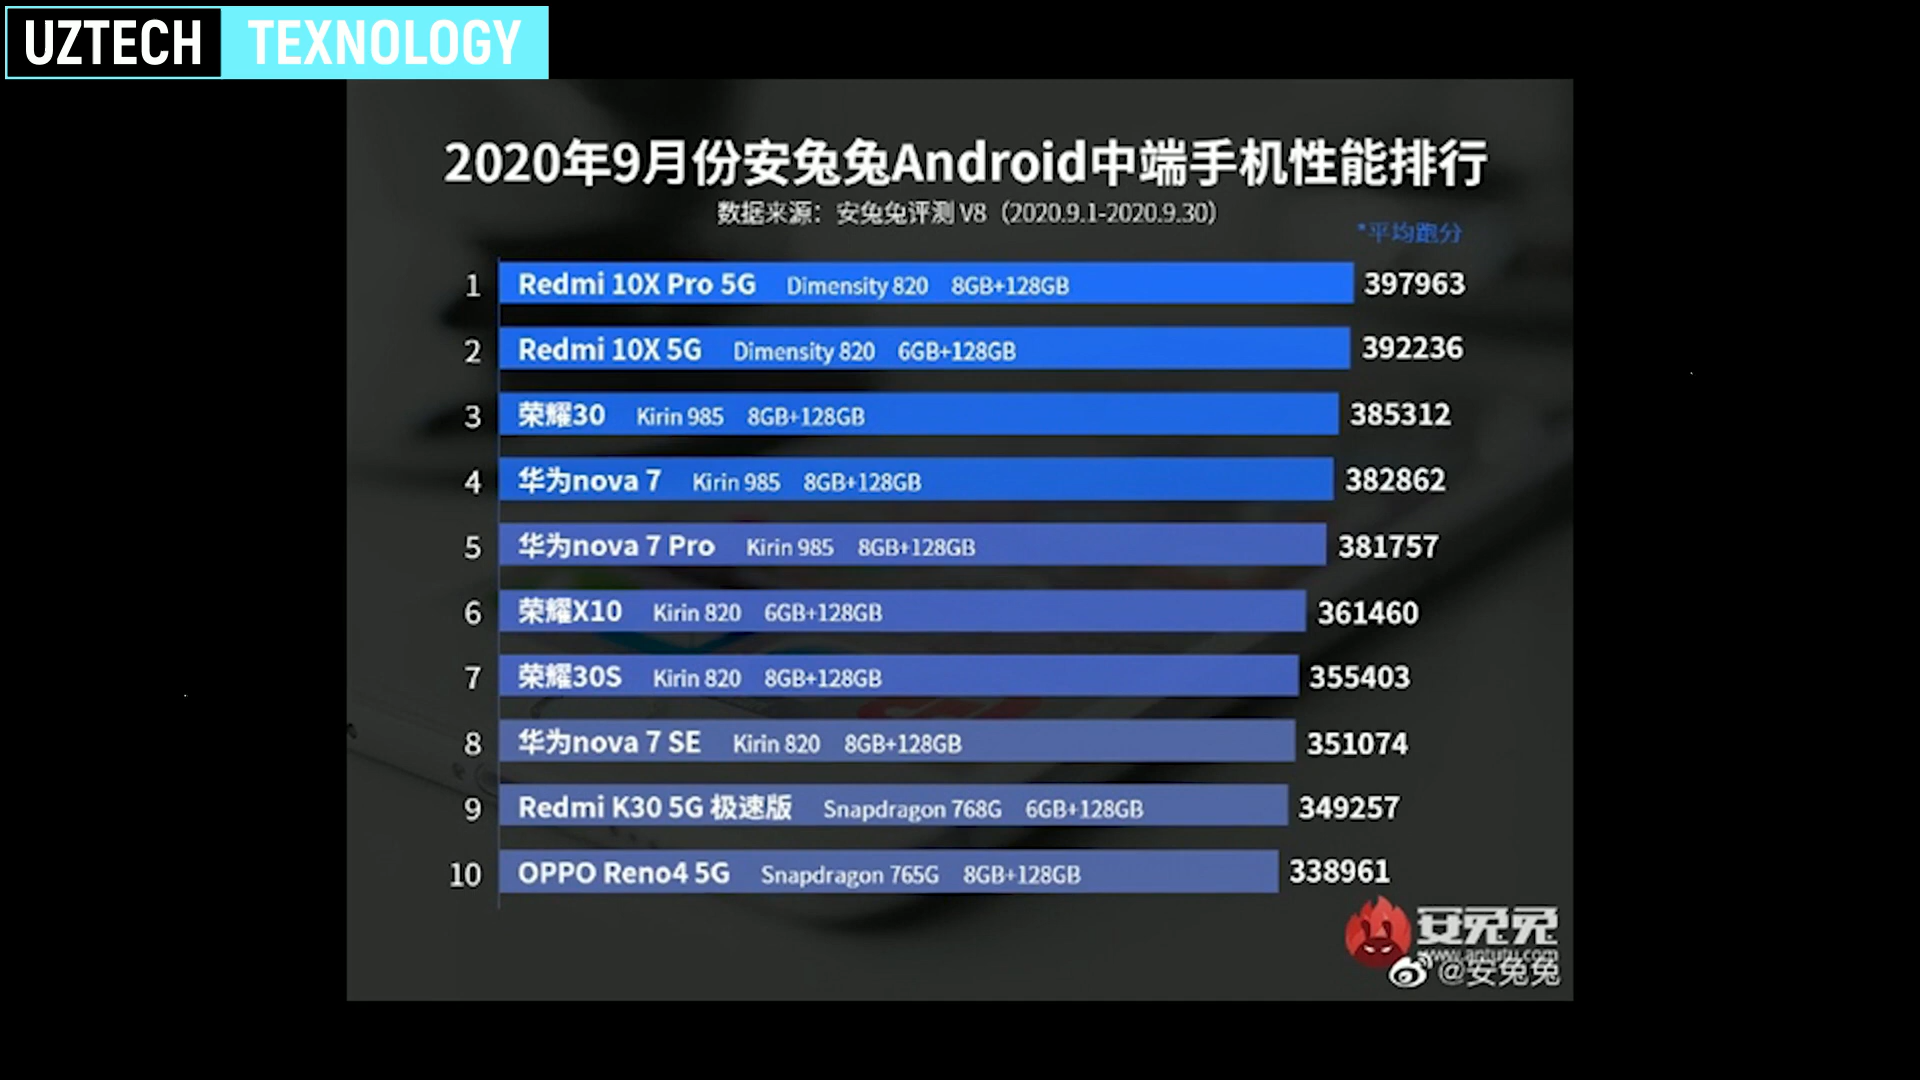 UZTECH TEXNOLOGY
2020年9月份安兔兔Android中端手机性能排行
数据来源：安兔兔评测 V8（2020.9.1-2020.9.30）
*平均跑分
1 Redmi 10X Pro 5G Dimensity 820 8GB+128GB 397963
2 Redmi 10X 5G Dimensity 820 6GB+128GB 392236
3 荣耀30 Kirin 985 8GB+128GB 385312
4 华为nova 7 Kirin 985 8GB+128GB 382862
5 华为nova 7 Pro Kirin 985 8GB+128GB 381757
6 荣耀X10 Kirin 820 6GB+128GB 361460
7 荣耀30S Kirin 820 8GB+128GB 355403
8 华为nova 7 SE Kirin 820 8GB+128GB 351074
9 Redmi K30 5G 极速版 Snapdragon 768G 6GB+128GB 349257
10 OPPO Reno4 5G Snapdragon 765G 8GB+128GB 338961
安兔兔
www.antutu.com
@安兔兔